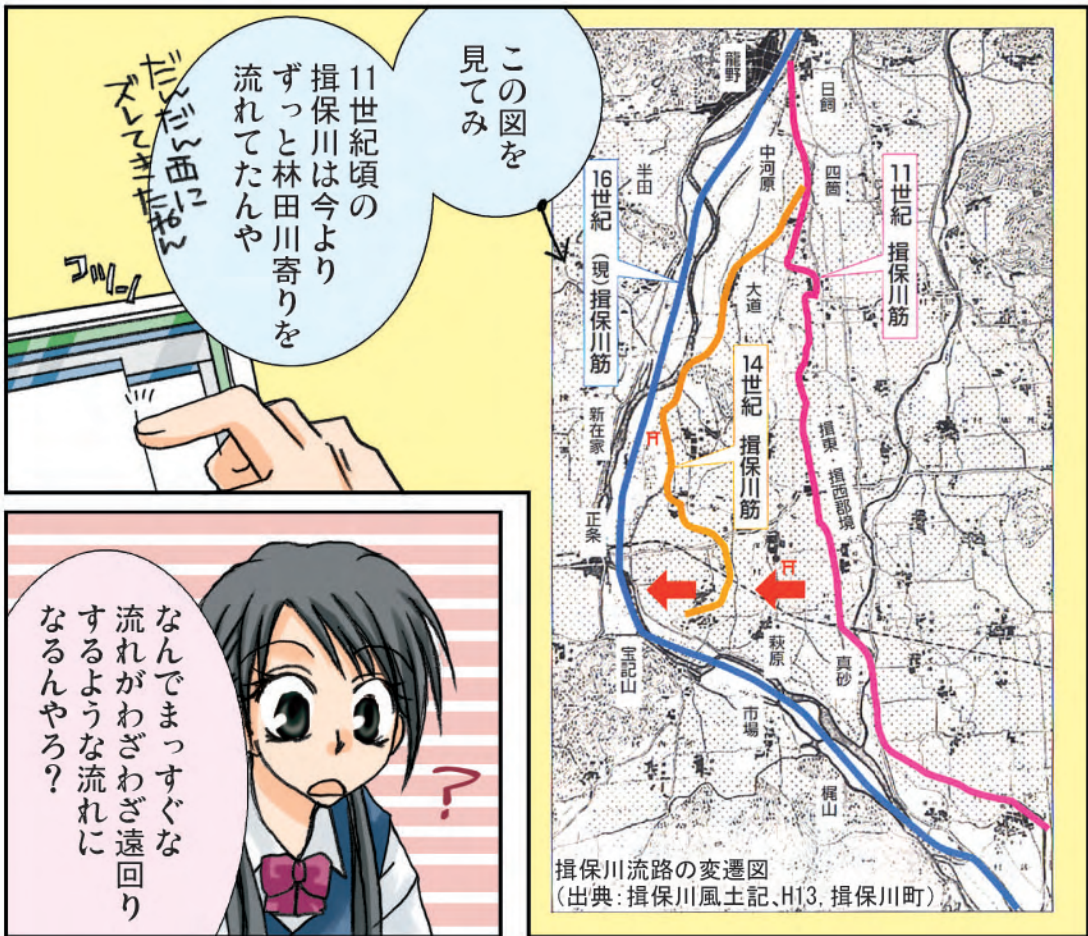 この図を
見てみ
11世紀頃の
揖保川は今より
ずっと林田川寄りを
流れてたんや
だんだん西に
ズレてきたねん
コツン
龍野
日飼
中河原
四箇
半田
16世紀 (現)揖保川筋
11世紀 揖保川筋
大道
14世紀 揖保川筋
新在家
揖東・揖西郡境
正条
萩原
真砂
宝記山
市場
梶山
揖保川流路の変遷図
(出典:揖保川風土記、H13,揖保川町)
なんでまっすぐな
流れがわざわざ遠回り
するような流れに
なるんやろ?
?